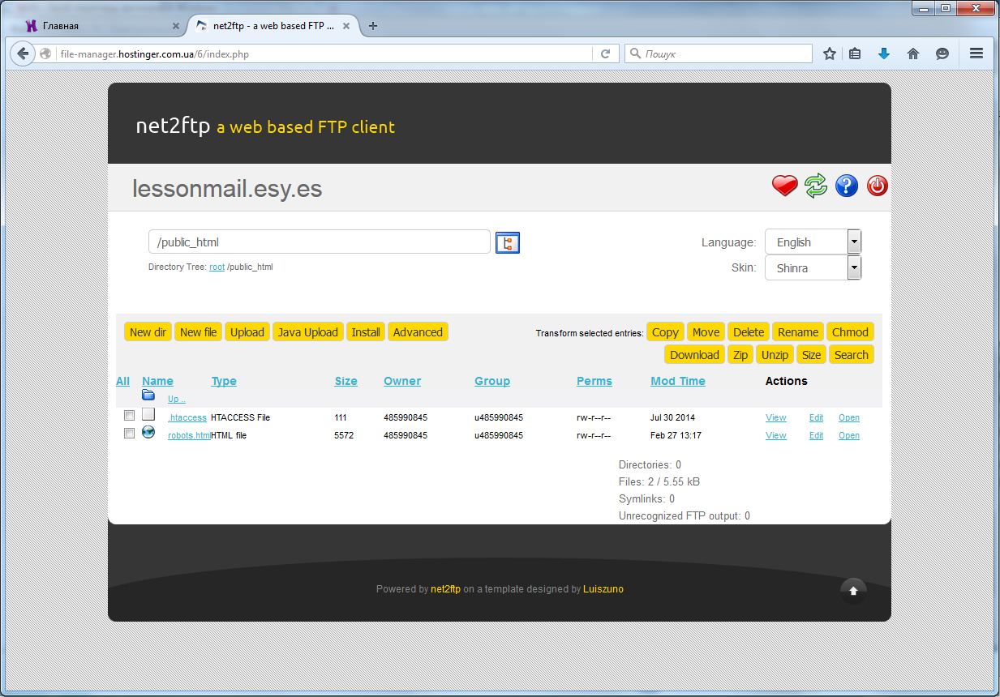 Главная
net2ftp - a web based FTP ...
file-manager.hostinger.com.ua/6/index.php
Пошук
net2ftp a web based FTP client
lessonmail.esy.es
/public_html
Language: English
Directory Tree: root /public_html
Skin: Shinra
New dir New file Upload Java Upload Install Advanced
Transform selected entries: Copy Move Delete Rename Chmod
Download Zip Unzip Size Search
All Name Type Size Owner Group Perms Mod Time Actions
Up ..
.htaccess HTACCESS File 111 485990845 u485990845 rw-r--r-- Jul 30 2014 View Edit Open
robots.html HTML file 5572 485990845 u485990845 rw-r--r-- Feb 27 13:17 View Edit Open
Directories: 0
Files: 2 / 5.55 kB
Symlinks: 0
Unrecognized FTP output: 0
Powered by net2ftp on a template designed by Luiszuno